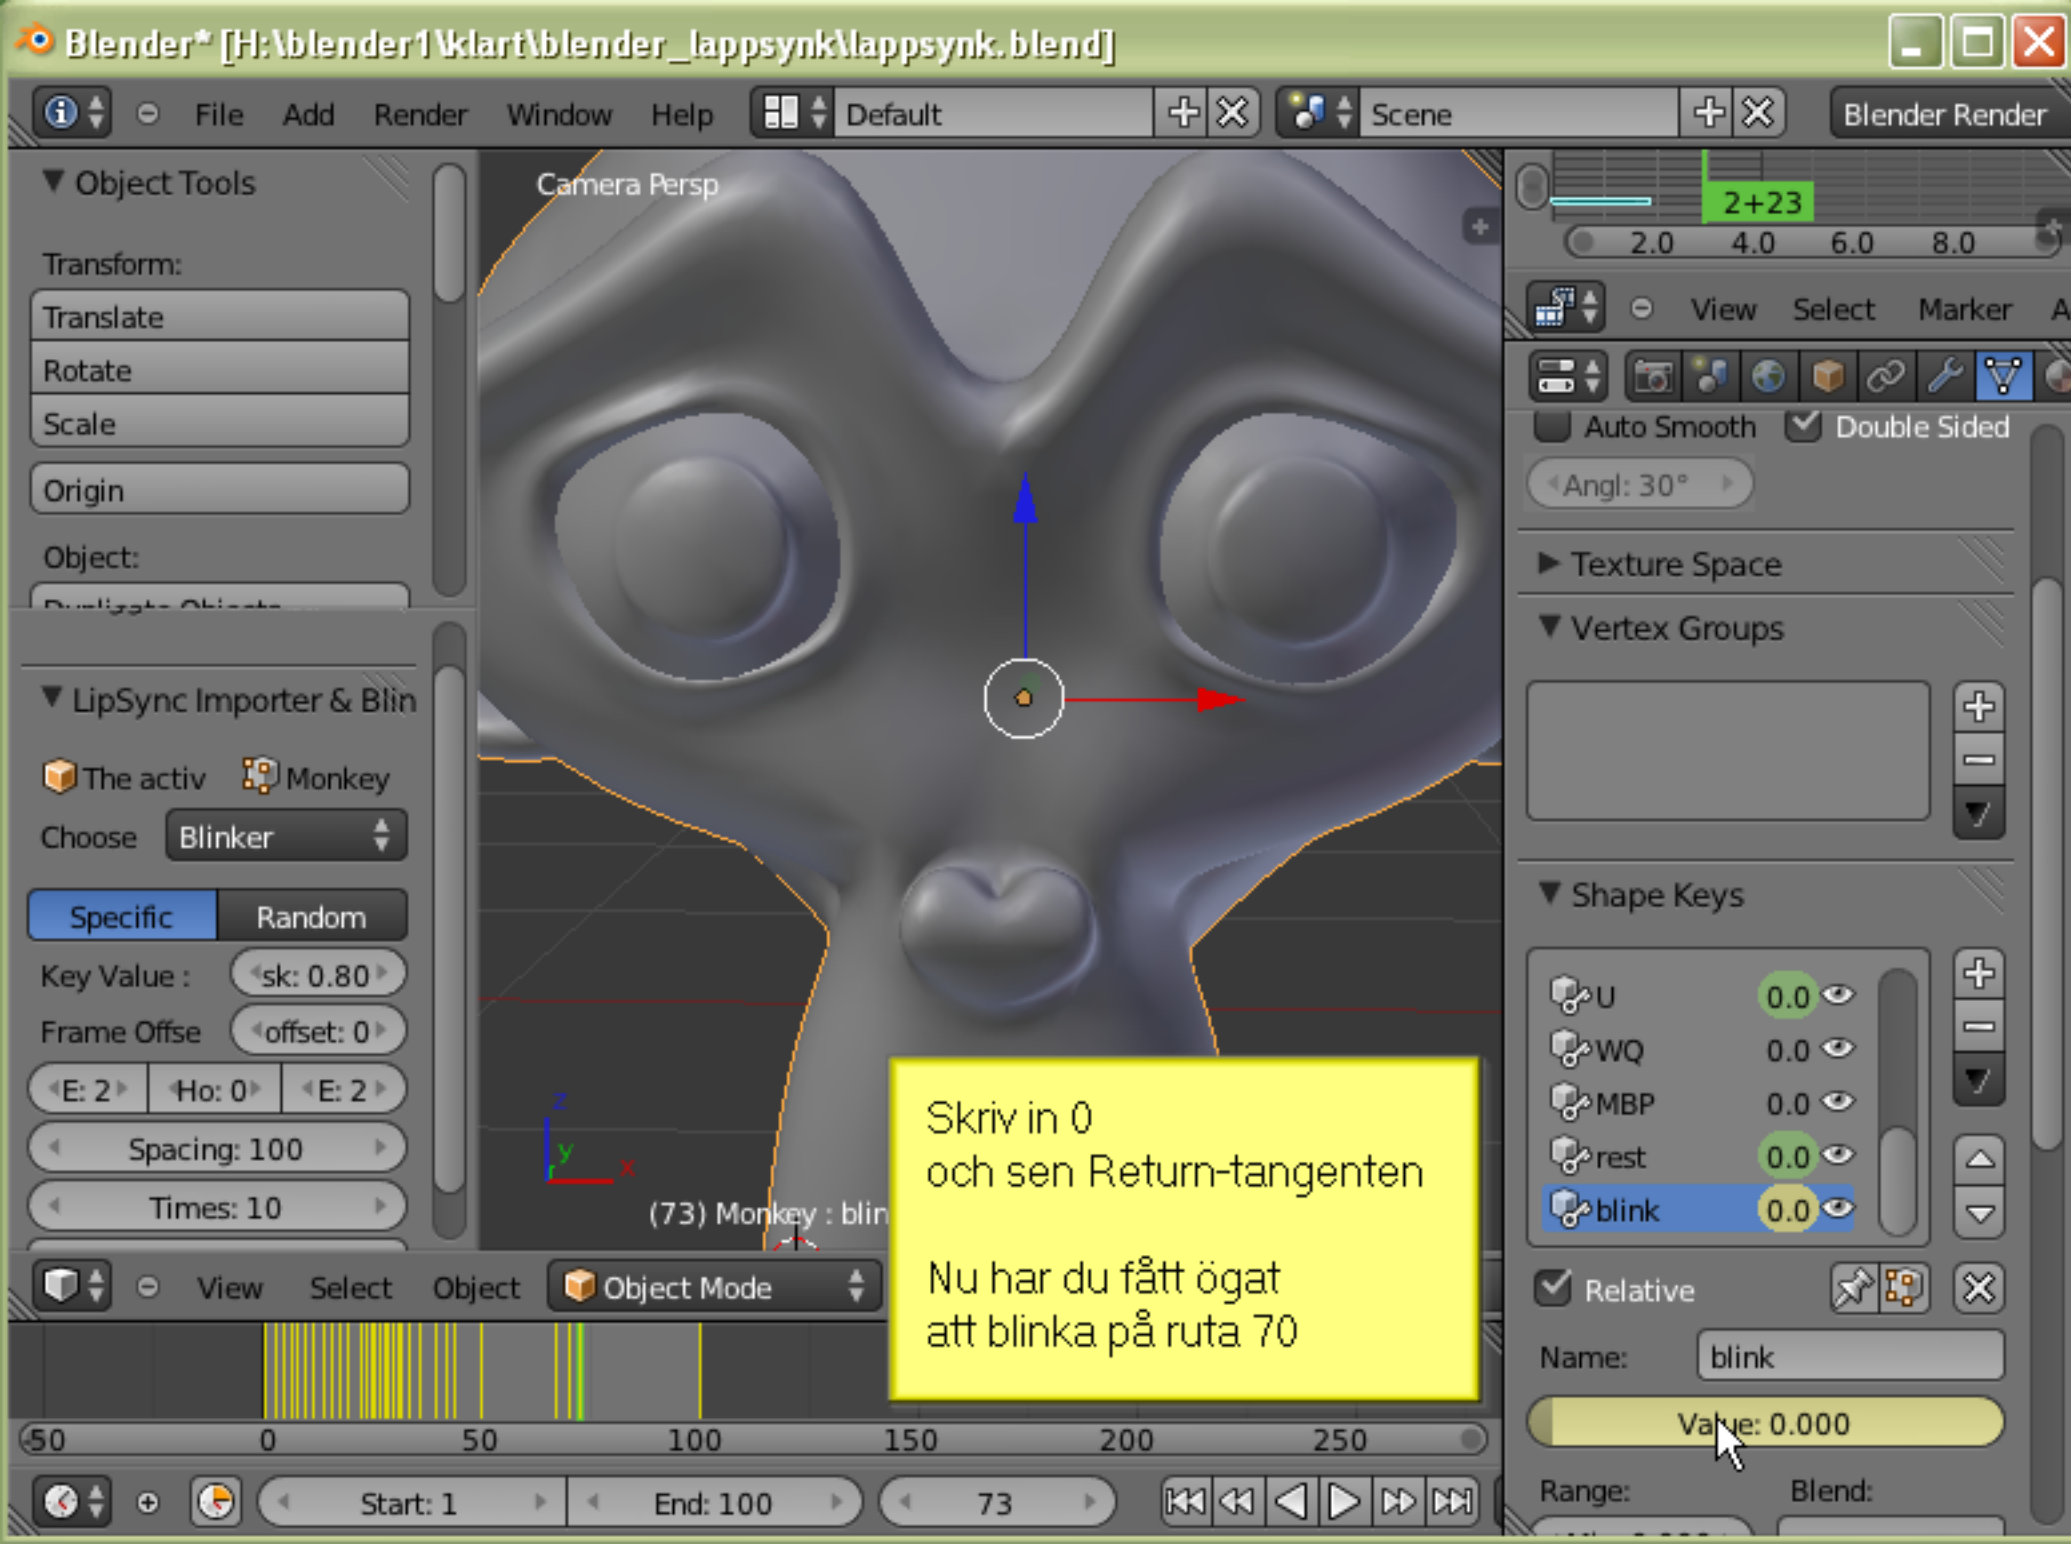 Blender* [H:\blender1\klart\blender_lappsynk\lappsynk.blend]
File Add Render Window Help Default Scene Blender Render
Object Tools
Transform:
Translate
Rotate
Scale
Origin
Object:
Duplicate Objects
LipSync Importer & Blin
The activ Monkey
Choose Blinker
Specific Random
Key Value : sk: 0.80
Frame Offse offset: 0
E: 2 Ho: 0 E: 2
Spacing: 100
Times: 10
Camera Persp
z
y
x
(73) Monkey : blin
Skriv in 0
och sen Return-tangenten
Nu har du fått ögat
att blinka på ruta 70
View Select Object Object Mode
-50 0 50 100 150 200 250
Start: 1 End: 100 73
2+23
2.0 4.0 6.0 8.0
View Select Marker A
Auto Smooth Double Sided
Angl: 30°
Texture Space
Vertex Groups
Shape Keys
U 0.0
WQ 0.0
MBP 0.0
rest 0.0
blink 0.0
Relative
Name: blink
Value: 0.000
Range: Blend: